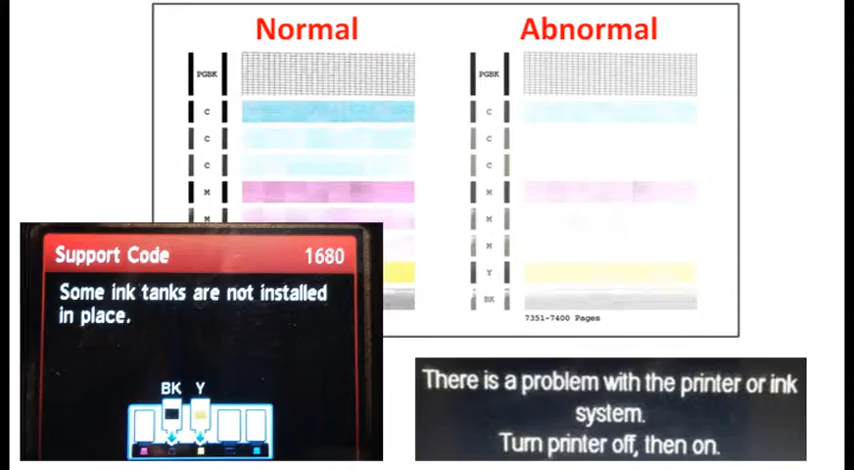 Normal
Abnormal
PGBK
C
C
C
M
M
PGBK
C
C
C
M
M
M
Y
BK
7351-7400 Pages
Support Code 1680
Some ink tanks are not installed
in place.
BK Y
There is a problem with the printer or ink
system.
Turn printer off, then on.